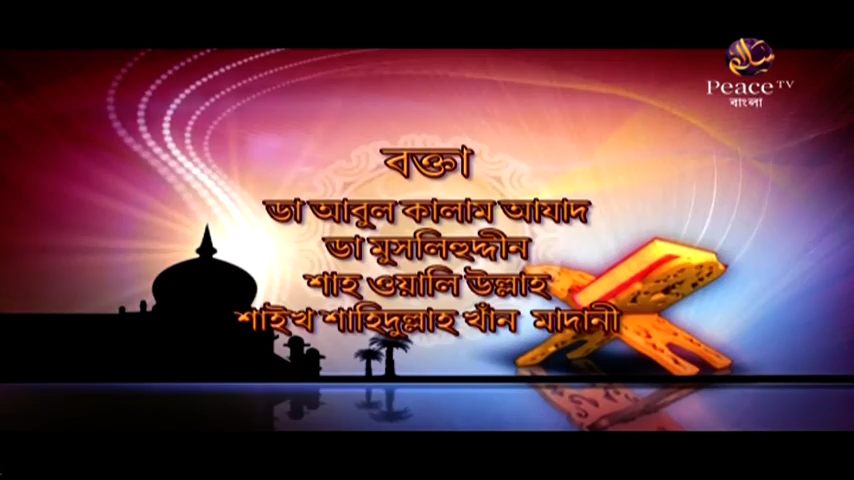 Peace TV
বাংলা
বক্তা
ডা আবুল কালাম আযাদ
ডা মুসলিহুদ্দীন
শাহ ওয়ালি উল্লাহ
শাইখ শাহিদুল্লাহ খাঁন মাদানী